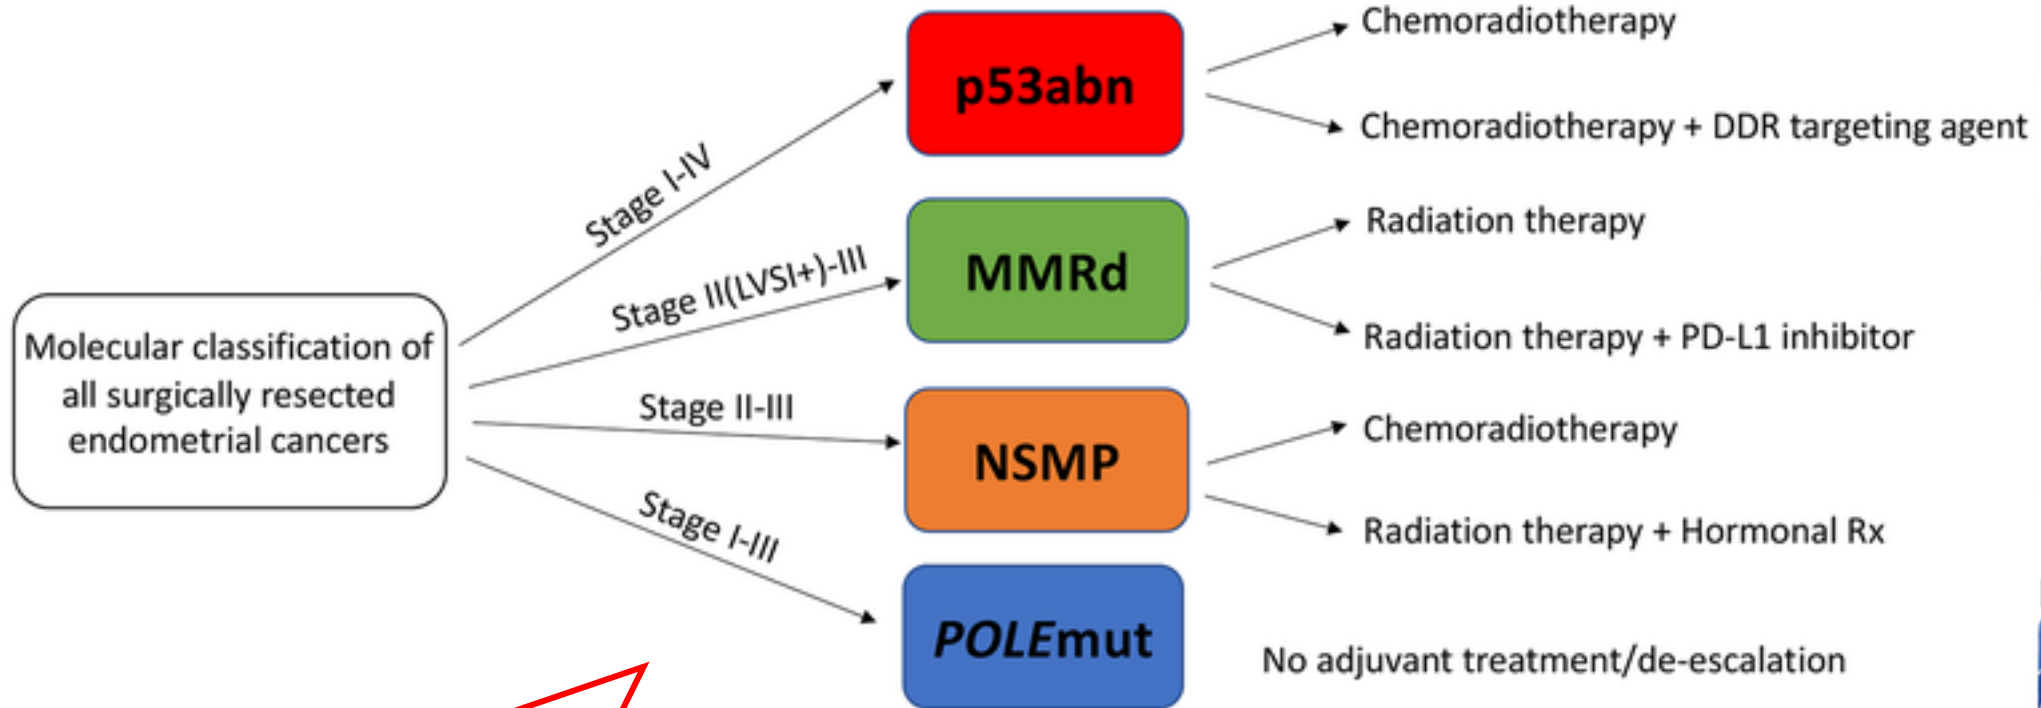 Molecular classification of
all surgically resected
endometrial cancers
Stage I-IV
Stage II(LVSI+)-III
Stage II-III
Stage I-III
p53abn
Chemoradiotherapy
Chemoradiotherapy + DDR targeting agent
MMRd
Radiation therapy
Radiation therapy + PD-L1 inhibitor
NSMP
Chemoradiotherapy
Radiation therapy + Hormonal Rx
POLEmut
No adjuvant treatment/de-escalation